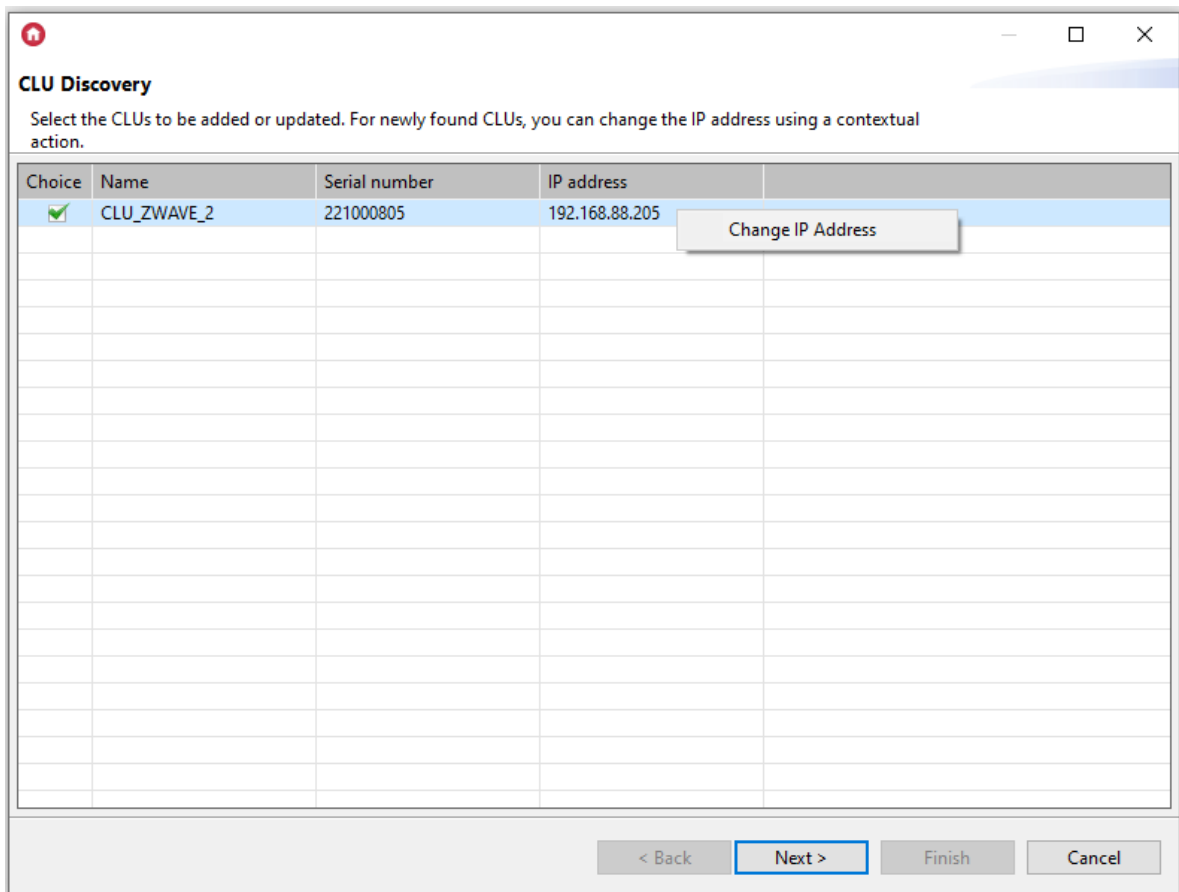 CLU Discovery
Select the CLUs to be added or updated. For newly found CLUs, you can change the IP address using a contextual
action.
Choice Name Serial number IP address
CLU_ZWAVE_2 221000805 192.168.88.205
Change IP Address
< Back Next > Finish Cancel